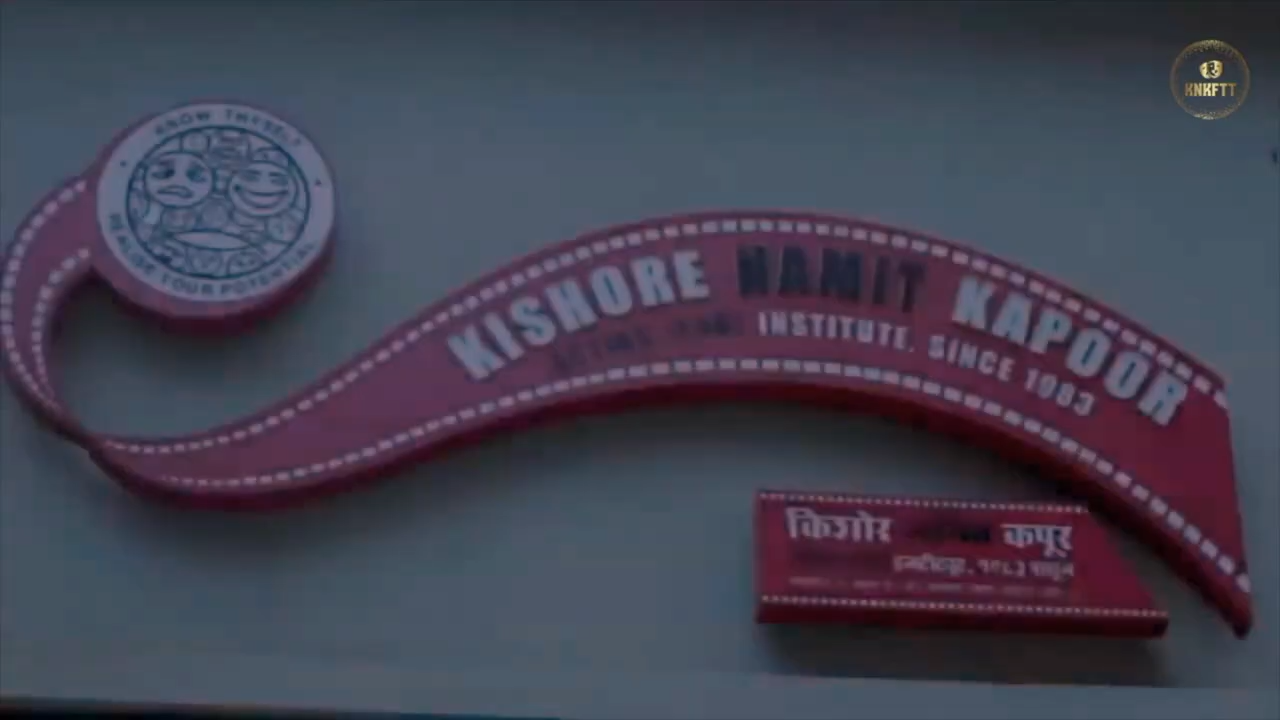 KNKFTT
KNOW THYSELF
REALISE YOUR POTENTIAL
KISHORE NAMIT KAPOOR
INSTITUTE. SINCE 1983
किशोर कपूर